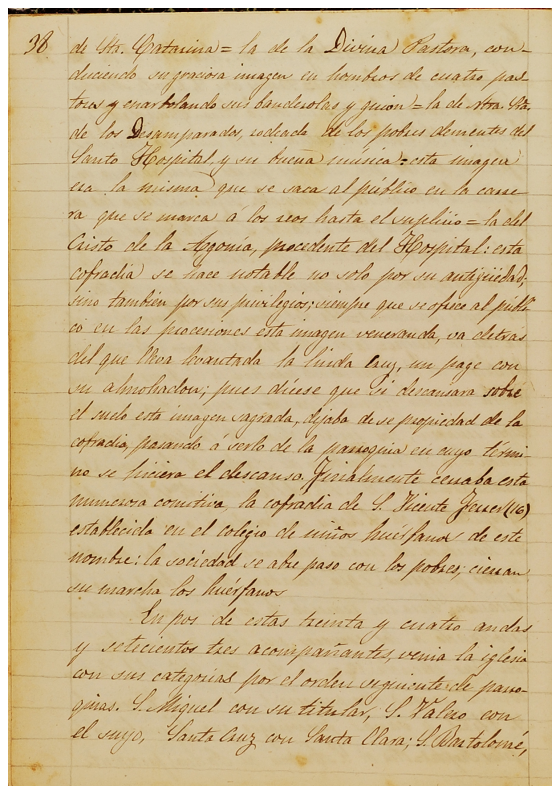 38
de Sta. Catarina = la de la Divina Pastora, con-
duciendo su graciosa imagen en hombros de cuatro pas-
tores y enarbolando sus banderolas y guion = la de Ntra. Sta.
de los Desamparados, rodeada de los pobres dementes del
Santo Hospital y su buena música = esta imagen
era la misma que se saca al público en la carre-
ra que se marca á los reos hasta el suplicio = la del
Cristo de la Agonía, procedente del Hospital: esta
cofradia se hace notable no solo por su antigüedad,
sino tambien por sus privilegios; siempre que se ofrece al públi-
co en las procesiones esta imagen veneranda, va detrás
del que lleva levantada la linda Cruz, un page con
su almohadon; pues dícese que si descansara sobre
el suelo esta imagen sagrada, dejaba de se propiedad de la
cofradia, pasando á serlo de la parroquia en cuyo térmi-
no se hiciera el descanso. Finalmente cerraba esta
numerosa comitiva, la cofradia de S. Vicente Ferrer (16)
establecida en el colegio de niños huérfanos de este
nombre: la sociedad se abre paso con los pobres, cierran
su marcha los huérfanos
En pos de estas treinta y cuatro andas
y setecientos tres acompañantes, venia la iglesia
con sus categorias por el orden siguiente de parro-
quias. S. Miguel con su titular, S. Valero con
el suyo, Santa Cruz con Santa Clara; S. Bartolomé,